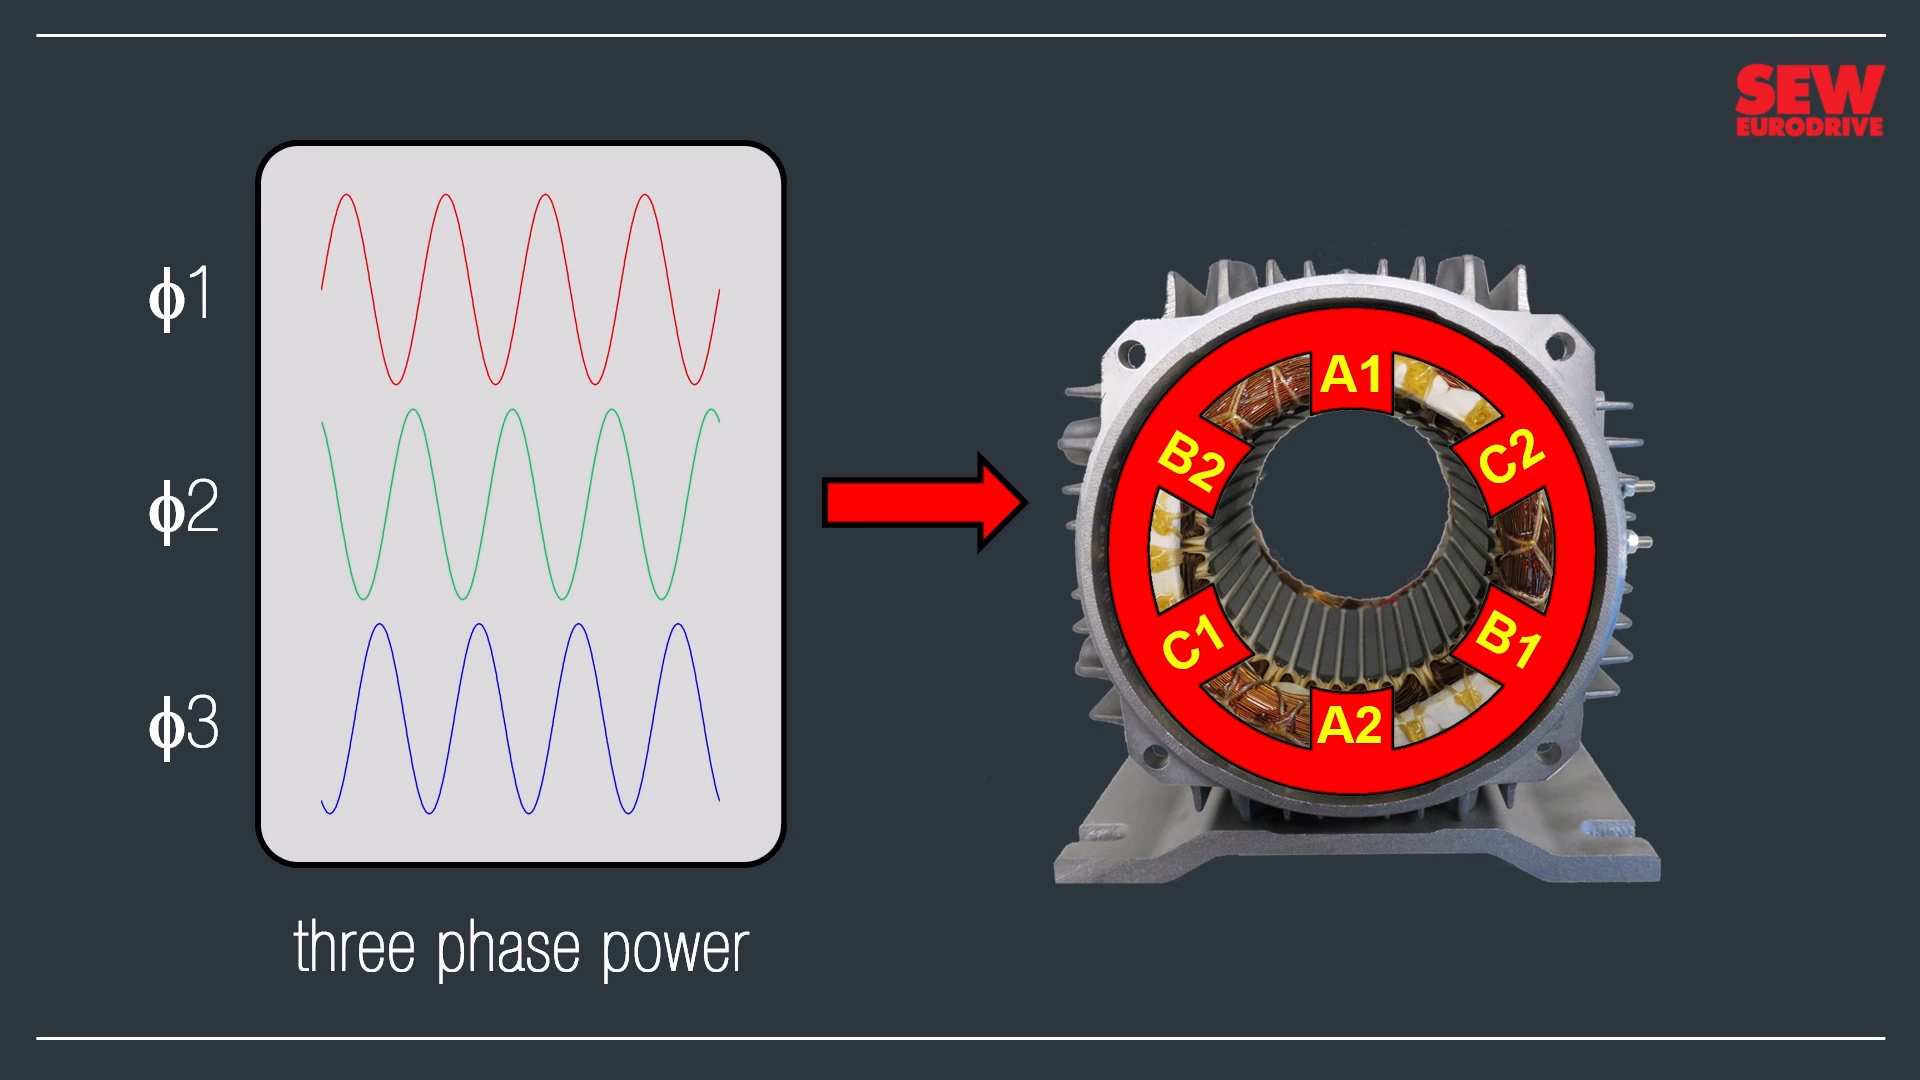 SEW
EURODRIVE
ϕ1
ϕ2
ϕ3
A1
B2
C2
C1
B1
A2
three phase power